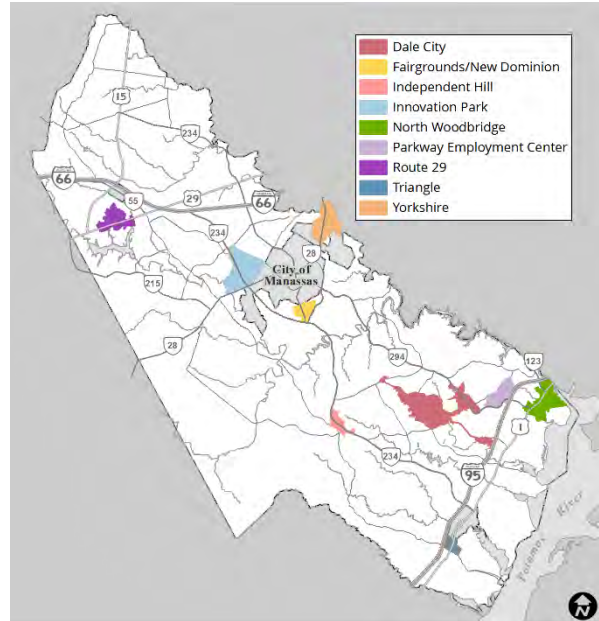 Dale City
Fairgrounds/New Dominion
Independent Hill
Innovation Park
North Woodbridge
Parkway Employment Center
Route 29
Triangle
Yorkshire
15
234
66
55
29
66
234
28
City of
Manassas
215
28
294
123
1
234
95
Potomac River
N